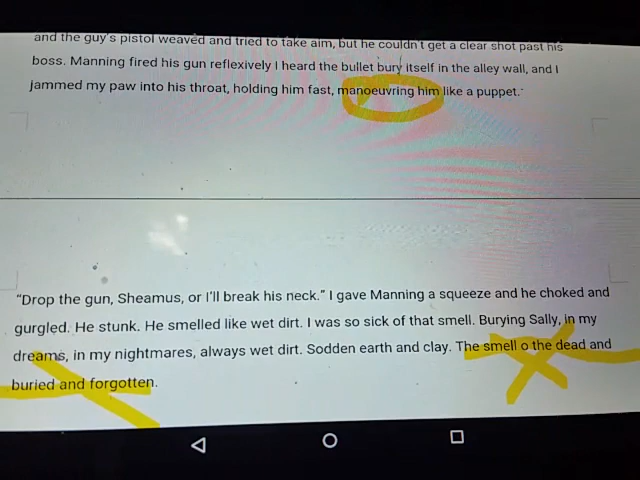 and the guy's pistol weaved and tried to take aim, but he couldn't get a clear shot past his
boss. Manning fired his gun reflexively I heard the bullet bury itself in the alley wall, and I
jammed my paw into his throat, holding him fast, manoeuvring him like a puppet.
"Drop the gun, Sheamus, or I'll break his neck." I gave Manning a squeeze and he choked and
gurgled. He stunk. He smelled like wet dirt. I was so sick of that smell. Burying Sally, in my
dreams, in my nightmares, always wet dirt. Sodden earth and clay. The smell o the dead and
buried and forgotten.